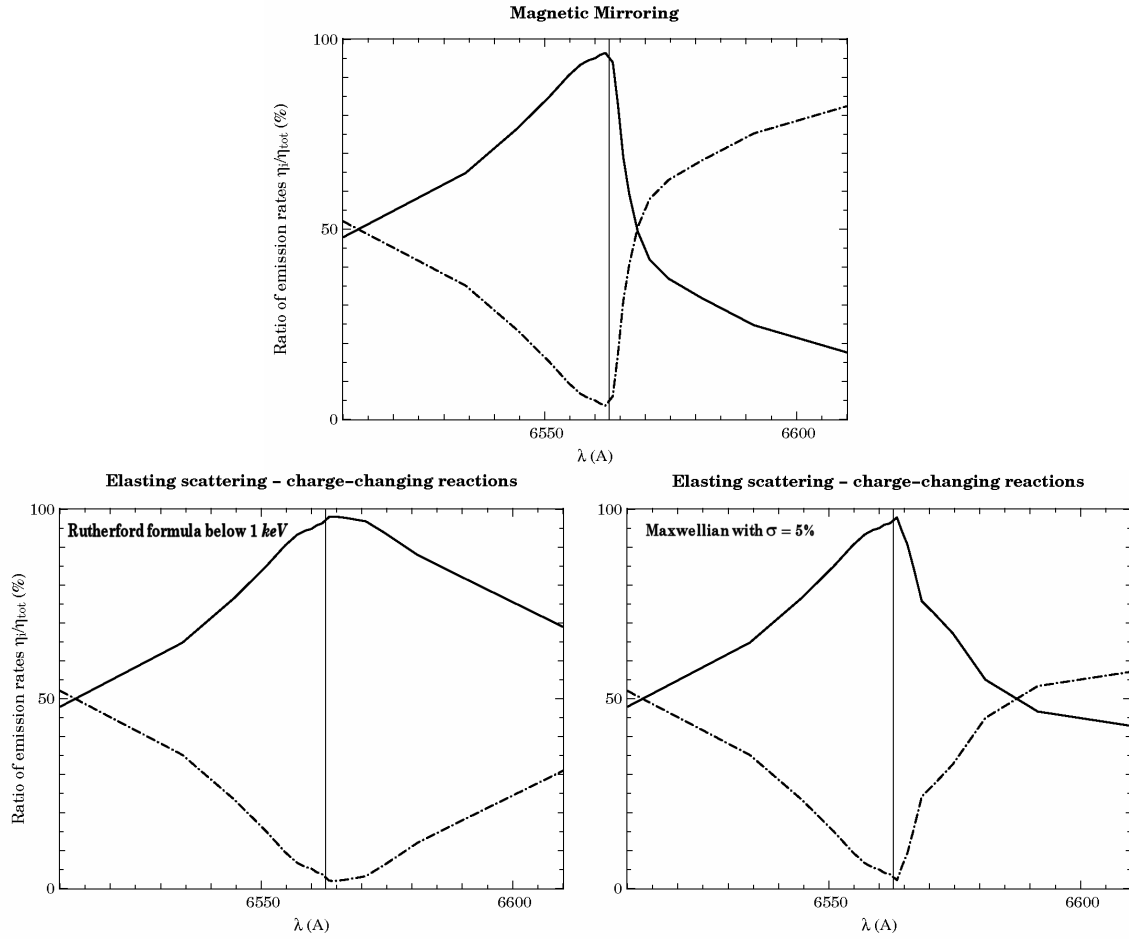 Magnetic Mirroring
100
50
0
Ratio of emission rates ηi/ηtot (%)
6550
6600
λ (A)
Elasting scattering – charge–changing reactions
Rutherford formula below 1 keV
100
50
0
Ratio of emission rates ηi/ηtot (%)
6550
6600
λ (A)
Elasting scattering – charge–changing reactions
Maxwellian with σ = 5%
100
50
0
6550
6600
λ (A)